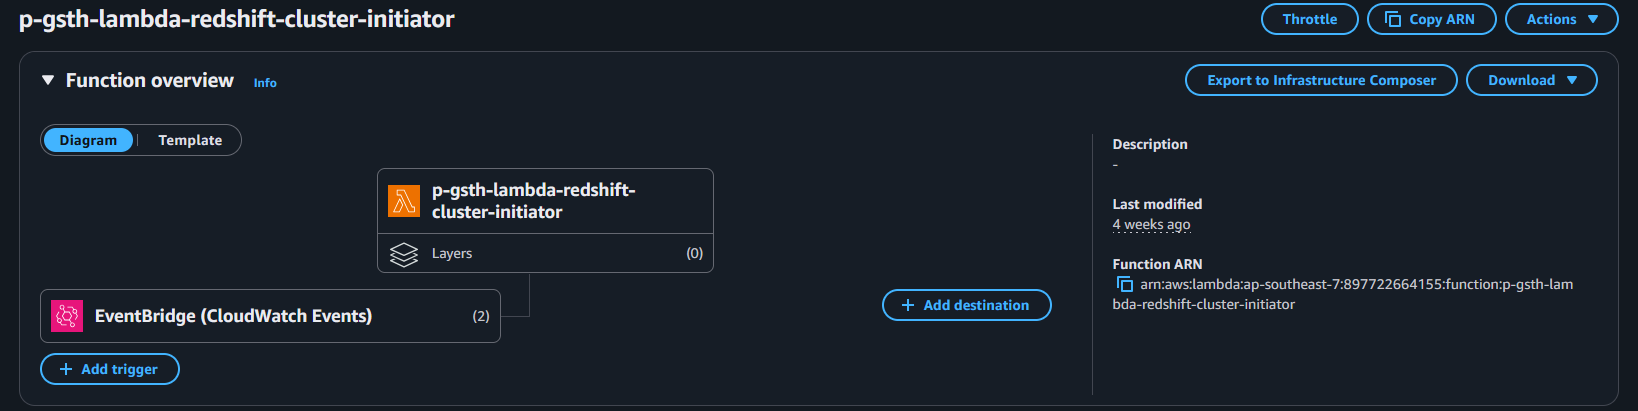 p-gsth-lambda-redshift-cluster-initiator
Throttle
Copy ARN
Actions
Function overview
Info
Export to Infrastructure Composer
Download
Diagram
Template
p-gsth-lambda-redshift-
cluster-initiator
Layers
(0)
EventBridge (CloudWatch Events)
(2)
+ Add trigger
+ Add destination
Description
-
Last modified
4 weeks ago
Function ARN
arn:aws:lambda:ap-southeast-7:897722664155:function:p-gsth-lam
bda-redshift-cluster-initiator